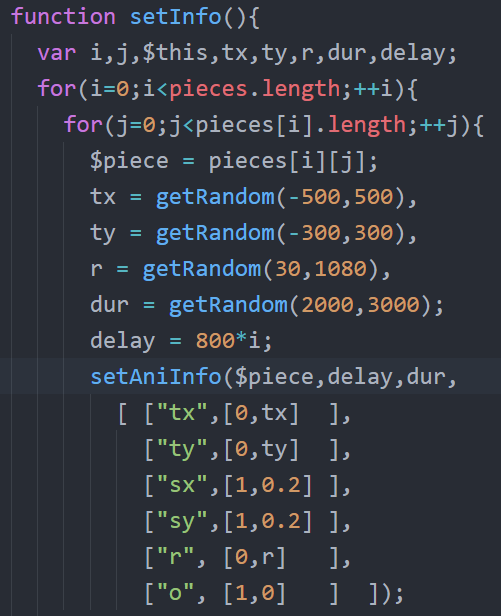 function setInfo(){
  var i,j,$this,tx,ty,r,dur,delay;
  for(i=0;i<pieces.length;++i){
    for(j=0;j<pieces[i].length;++j){
      $piece = pieces[i][j];
      tx = getRandom(-500,500),
      ty = getRandom(-300,300),
      r = getRandom(30,1080),
      dur = getRandom(2000,3000);
      delay = 800*i;
      setAniInfo($piece,delay,dur,
        [ ["tx",[0,tx]  ],
          ["ty",[0,ty]  ],
          ["sx",[1,0.2] ],
          ["sy",[1,0.2] ],
          ["r", [0,r]   ],
          ["o", [1,0]   ]  ]);